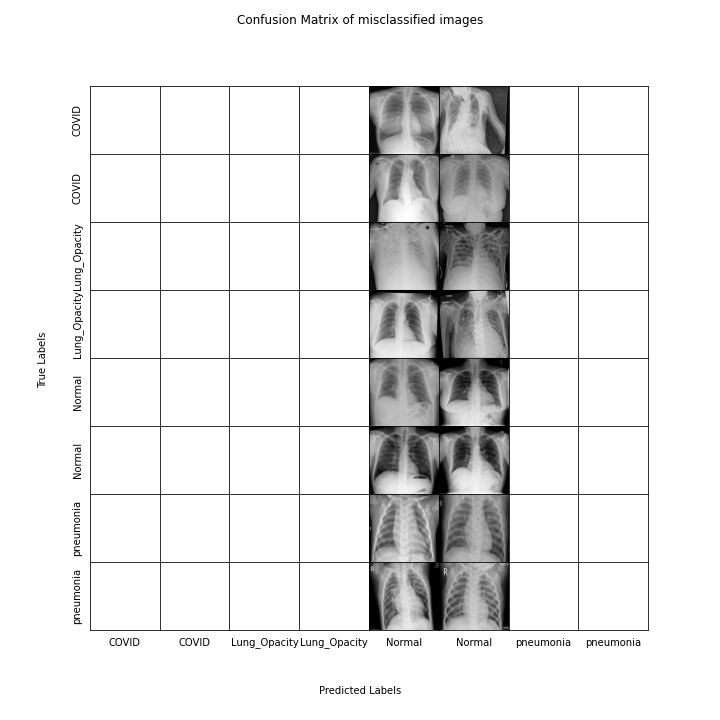 Confusion Matrix of misclassified images
COVID
COVID
Lung_Opacity
Lung_Opacity
Normal
Normal
pneumonia
pneumonia
True Labels
COVID COVID Lung_Opacity Lung_Opacity Normal Normal pneumonia pneumonia
Predicted Labels
R